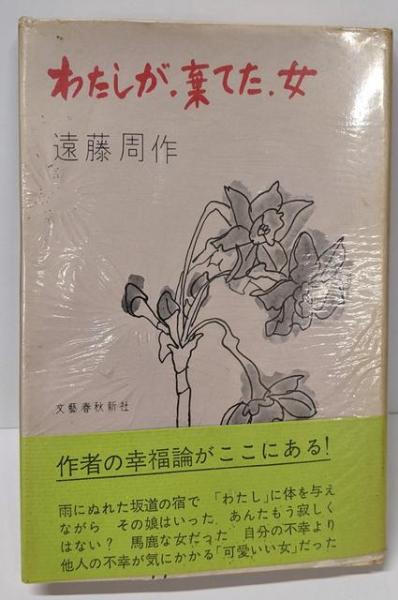 わたしが・棄てた・女
遠藤周作
文藝春秋新社
作者の幸福論がここにある!
雨にぬれた坂道の宿で 「わたし」に体を与え
ながら その娘はいった あんたもう寂しく
はない? 馬鹿な女だった 自分の不幸より
他人の不幸が気にかかる「可愛いい女」だった